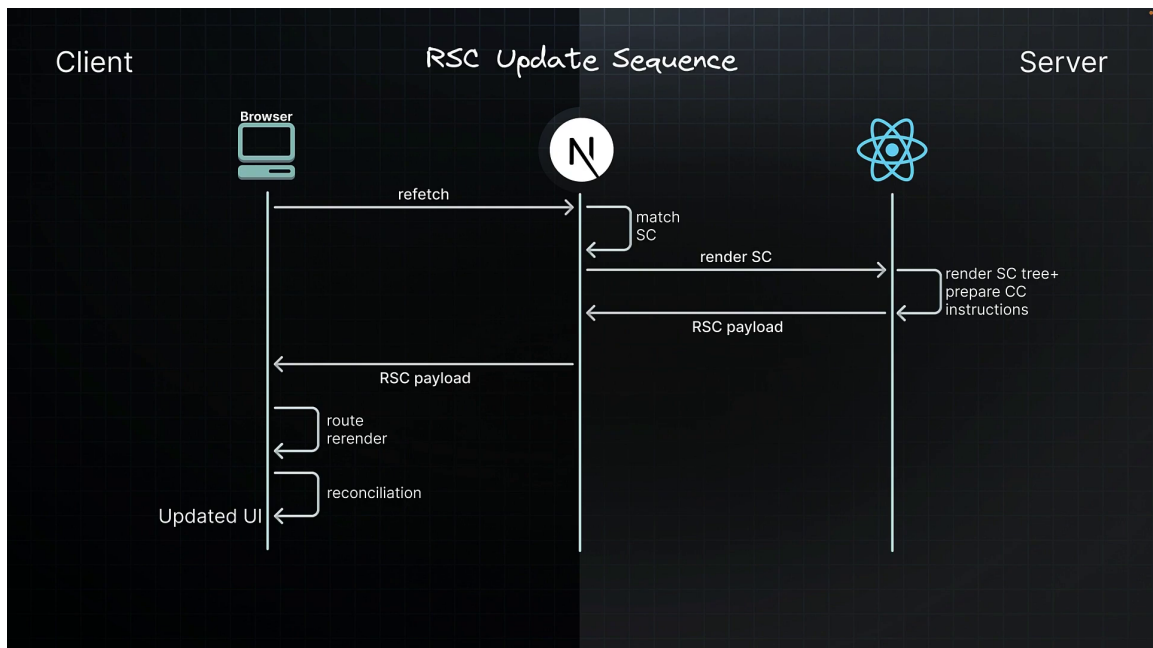 Client
RSC Update Sequence
Server
Browser
refetch
match
SC
render SC
render SC tree+
prepare CC
instructions
RSC payload
RSC payload
route
rerender
reconciliation
Updated UI